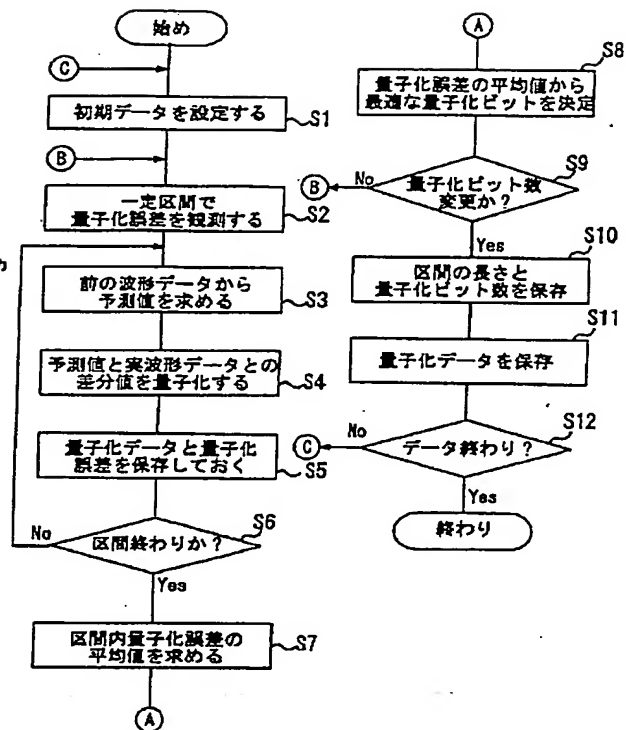 始め
C
初期データを設定する
S1
B
一定区間で
量子化誤差を観測する
S2
前の波形データから
予測値を求める
S3
予測値と実波形データとの
差分値を量子化する
S4
量子化データと量子化
誤差を保存しておく
S5
区間終わりか?
S6
No
Yes
区間内量子化誤差の
平均値を求める
S7
A
A
量子化誤差の平均値から
最適な量子化ビットを決定
S8
量子化ビット数
変更か?
S9
No
B
Yes
区間の長さと
量子化ビット数を保存
S10
量子化データを保存
S11
データ終わり?
S12
No
C
Yes
終わり